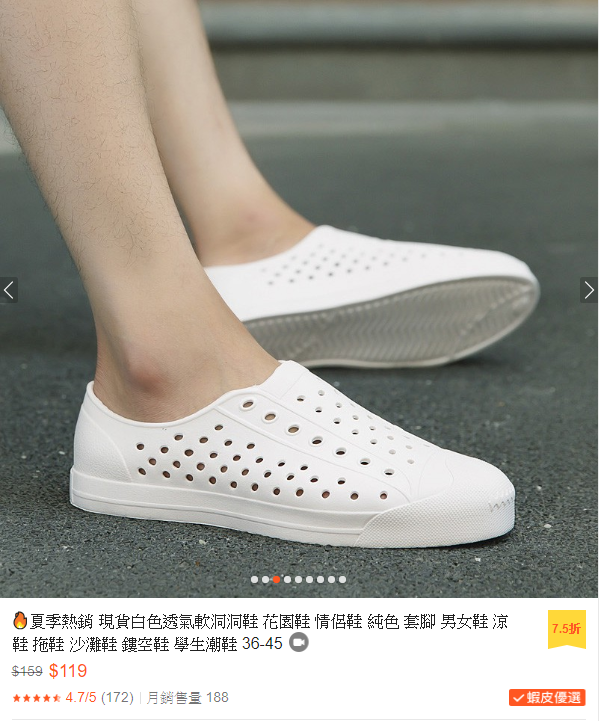 🔥夏季熱銷 現貨白色透氣軟洞洞鞋 花園鞋 情侶鞋 純色 套腳 男女鞋 涼
鞋 拖鞋 沙灘鞋 鏤空鞋 學生潮鞋 36-45
7.5折
$159 $119
4.7/5 (172) | 月銷售量 188
蝦皮優選